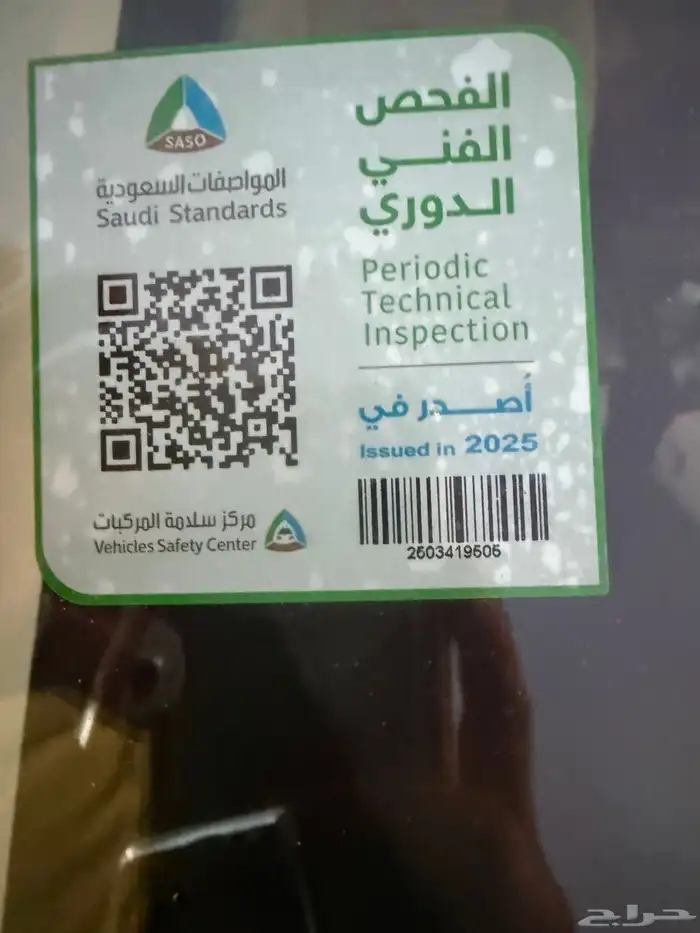 SASO
المواصفات السعودية
Saudi Standards
مركز سلامة المركبات
Vehicles Safety Center
الفحص
الفني
الدوري
Periodic
Technical
Inspection
أصدر في
Issued in 2025
2503419505
حراج